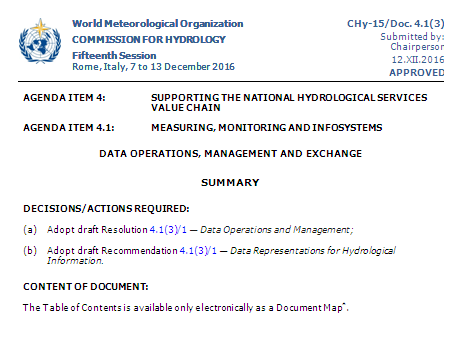 World Meteorological Organization
COMMISSION FOR HYDROLOGY
Fifteenth Session
Rome, Italy, 7 to 13 December 2016
CHy-15/Doc. 4.1(3)
Submitted by:
Chairperson
12.XII.2016
APPROVED
AGENDA ITEM 4: SUPPORTING THE NATIONAL HYDROLOGICAL SERVICES
VALUE CHAIN
AGENDA ITEM 4.1: MEASURING, MONITORING AND INFOSYSTEMS
DATA OPERATIONS, MANAGEMENT AND EXCHANGE
SUMMARY
DECISIONS/ACTIONS REQUIRED:
(a) Adopt draft Resolution 4.1(3)/1 — Data Operations and Management;
(b) Adopt draft Recommendation 4.1(3)/1 — Data Representations for Hydrological
Information.
CONTENT OF DOCUMENT:
The Table of Contents is available only electronically as a Document Map*.